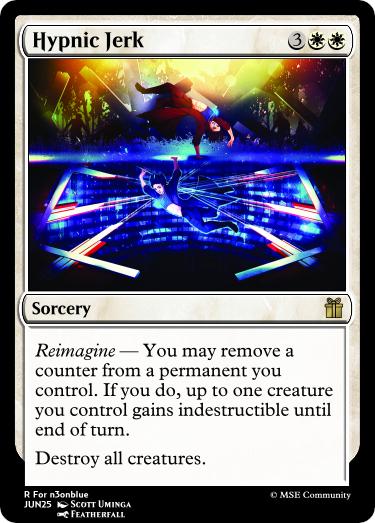 Hypnic Jerk 3
Sorcery
Reimagine — You may remove a
counter from a permanent you
control. If you do, up to one creature
you control gains indestructible until
end of turn.
Destroy all creatures.
R For n3onblue
JUN25 Scott Uminga
Featherfall
© MSE Community